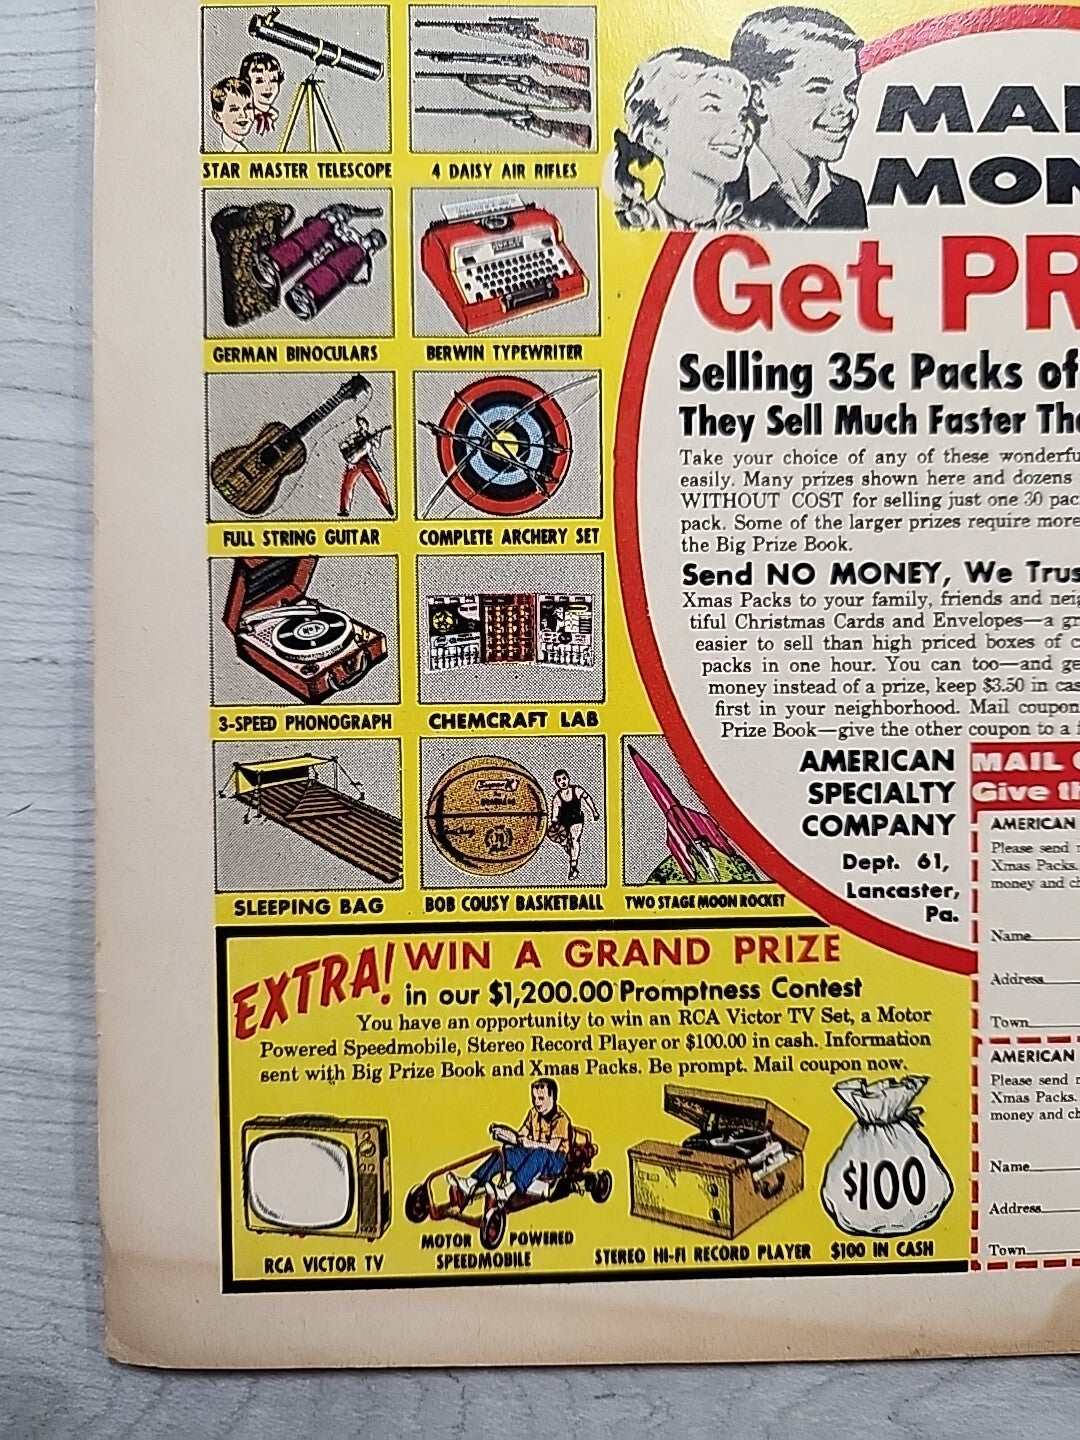 STAR MASTER TELESCOPE
4 DAISY AIR RIFLES
GERMAN BINOCULARS
BERWIN TYPEWRITER
FULL STRING GUITAR
COMPLETE ARCHERY SET
3-SPEED PHONOGRAPH
CHEMCRAFT LAB
SLEEPING BAG
BOB COUSY BASKETBALL
TWO STAGE MOON ROCKET
Get PR
Selling 35c Packs of
They Sell Much Faster
Take your choice of any of these
easily. Many prizes shown here and dozens
WITHOUT COST for selling just one 30
pack. Some of the larger prizes require more
the Big Prize Book.
Send NO MONEY, We
Xmas Packs to your family, friends and
tiful Christmas Cards and Envelopes—a
easier to sell than high priced boxes of
packs in one hour. You can too—and
money instead of a prize, keep $3.50 in
first in your neighborhood. Mail coupon
Prize Book—give the other coupon to a
AMERICAN
SPECIALTY
COMPANY
Dept. 61,
Lancaster,
Pa.
MAIL
Give
AMERICAN
Please send
Xmas Packs.
money and
Name
Address
Town
AMERICAN
Please send
Xmas Packs.
money and
Name
Address
Town
EXTRA! WIN A GRAND PRIZE
in our $1,200.00 Promptness Contest
You have an opportunity to win an RCA Victor TV Set, a Motor
Powered Speedmobile, Stereo Record Player or $100.00 in cash. Information
sent with Big Prize Book and Xmas Packs. Be prompt. Mail coupon now.
$100
RCA VICTOR TV
MOTOR POWERED
SPEEDMOBILE
STEREO HI-FI RECORD PLAYER
$100 IN CASH